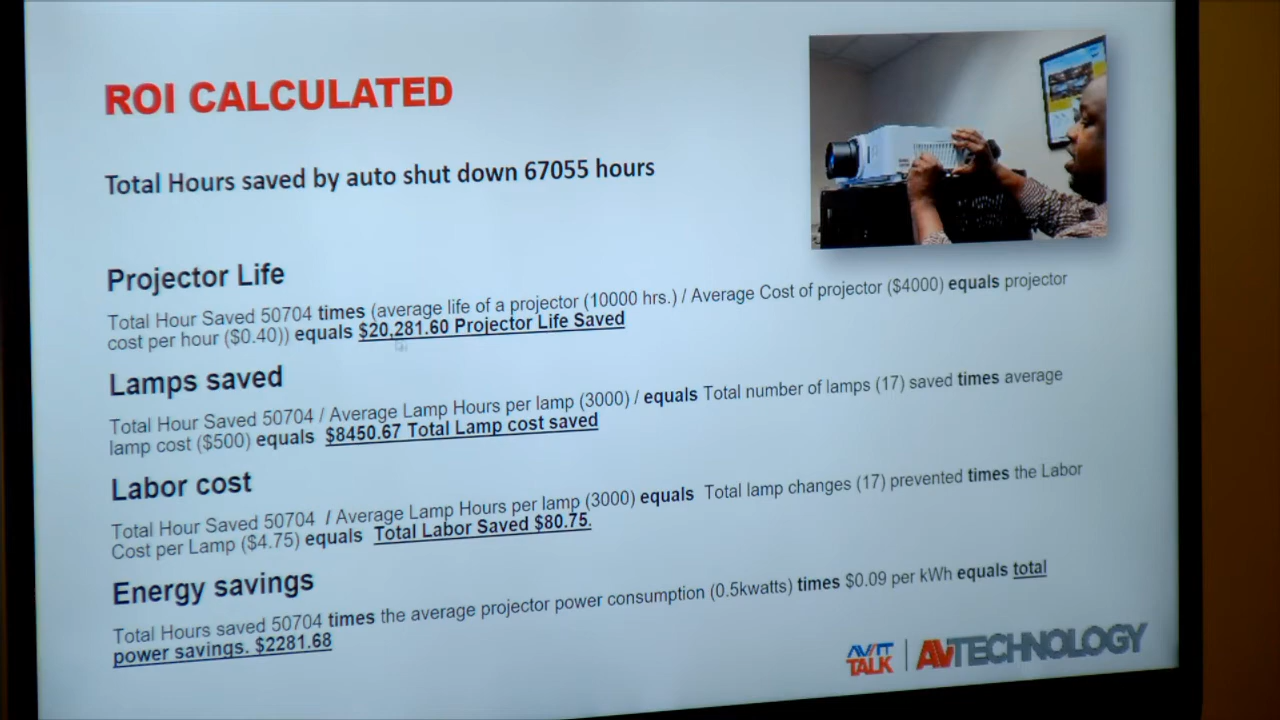 ROI CALCULATED
Total Hours saved by auto shut down 67055 hours
Projector Life
Total Hour Saved 50704 times (average life of a projector (10000 hrs.) / Average Cost of projector ($4000) equals projector
cost per hour ($0.40)) equals $20,281.60 Projector Life Saved
Lamps saved
Total Hour Saved 50704 / Average Lamp Hours per lamp (3000) / equals Total number of lamps (17) saved times average
lamp cost ($500) equals $8450.67 Total Lamp cost saved
Labor cost
Total Hour Saved 50704 / Average Lamp Hours per lamp (3000) equals Total lamp changes (17) prevented times the Labor
Cost per Lamp ($4.75) equals Total Labor Saved $80.75.
Energy savings
Total Hours saved 50704 times the average projector power consumption (0.5kwatts) times $0.09 per kWh equals total
power savings. $2281.68
AV/IT
TALK
AVTECHNOLOGY